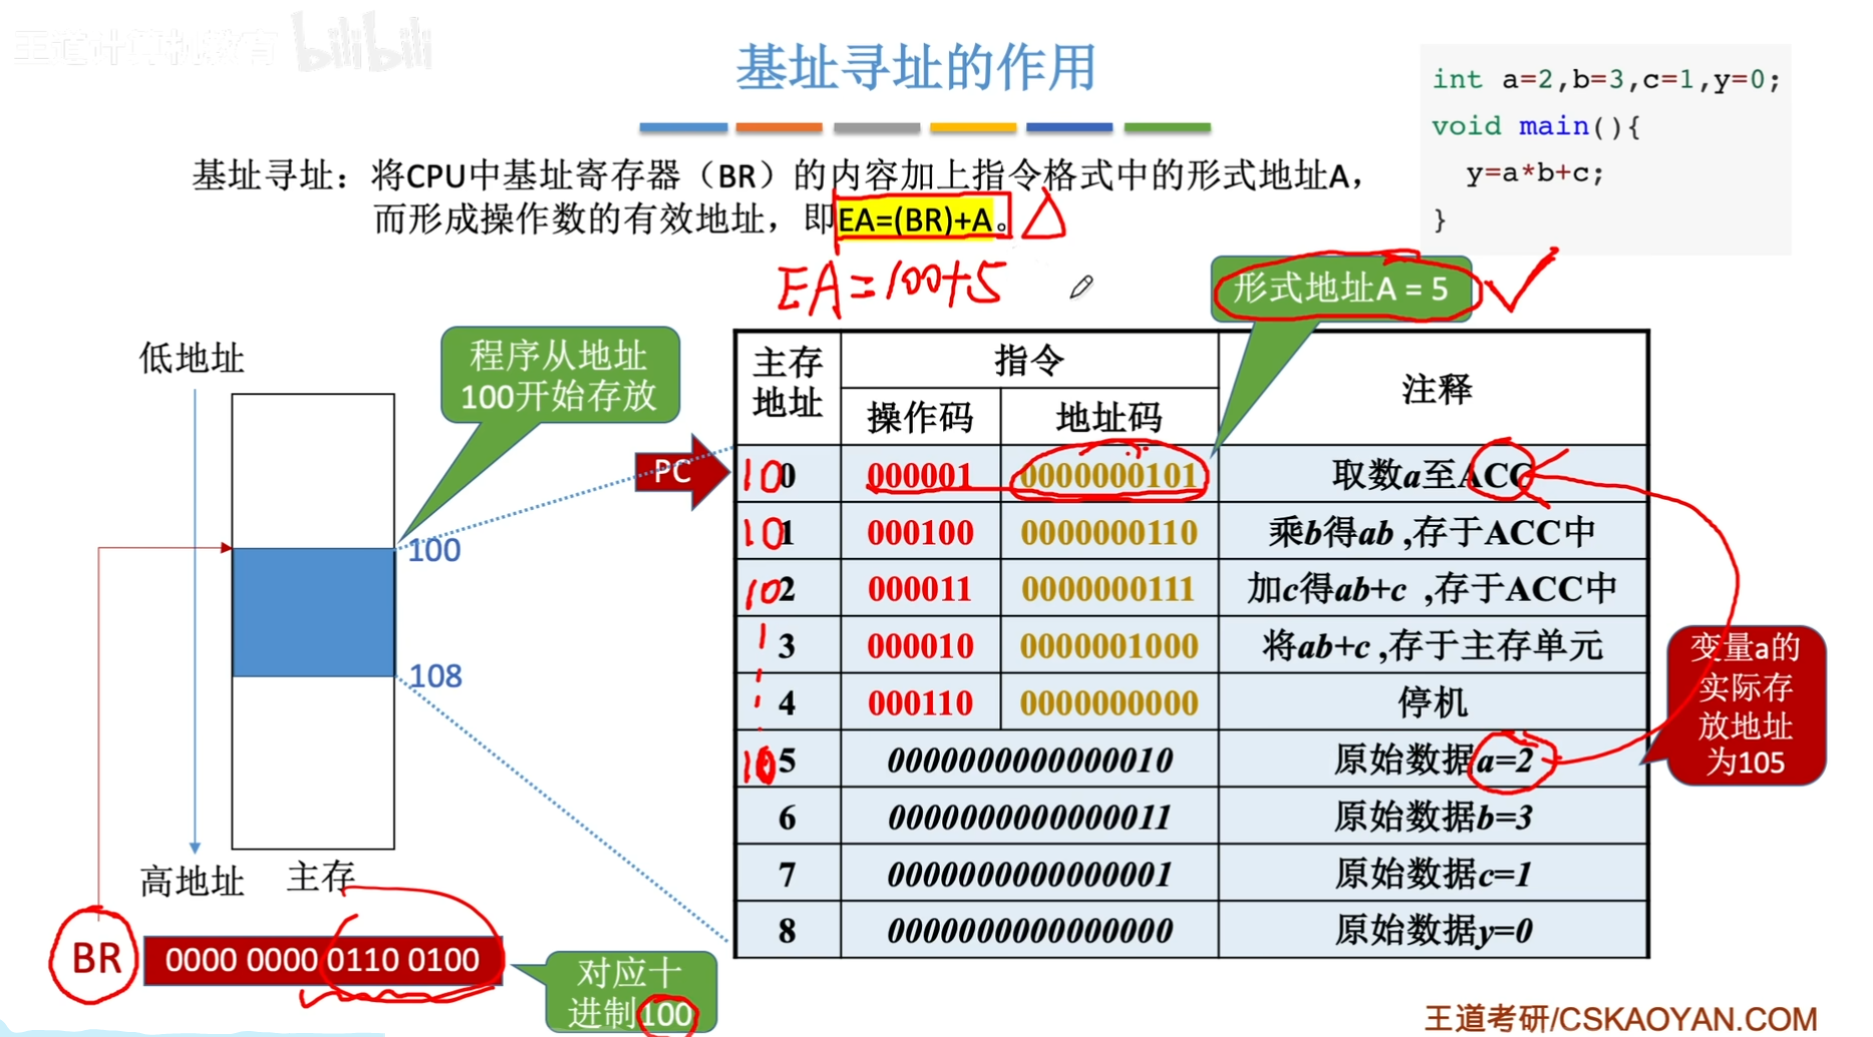 王道计算机教育 bilibili
基址寻址的作用
int a=2,b=3,c=1,y=0;
void main(){
y=a*b+c;
}
基址寻址：将CPU中基址寄存器（BR）的内容加上指令格式中的形式地址A，
而形成操作数的有效地址，即EA=(BR)+A。
EA=100+5
形式地址A = 5
程序从地址
100开始存放
低地址
100
108
高地址
主存
BR 0000 0000 0110 0100
对应十
进制100
PC
主存地址 指令 注释
操作码 地址码
100 000001 0000000101 取数a至ACC
101 000100 0000000110 乘b得ab ,存于ACC中
102 000011 0000000111 加c得ab+c ,存于ACC中
3 000010 0000001000 将ab+c ,存于主存单元
4 000110 0000000000 停机
105 0000000000000010 原始数据a=2
6 0000000000000011 原始数据b=3
7 0000000000000001 原始数据c=1
8 0000000000000000 原始数据y=0
变量a的
实际存
放地址
为105
王道考研/CSKAOYAN.COM